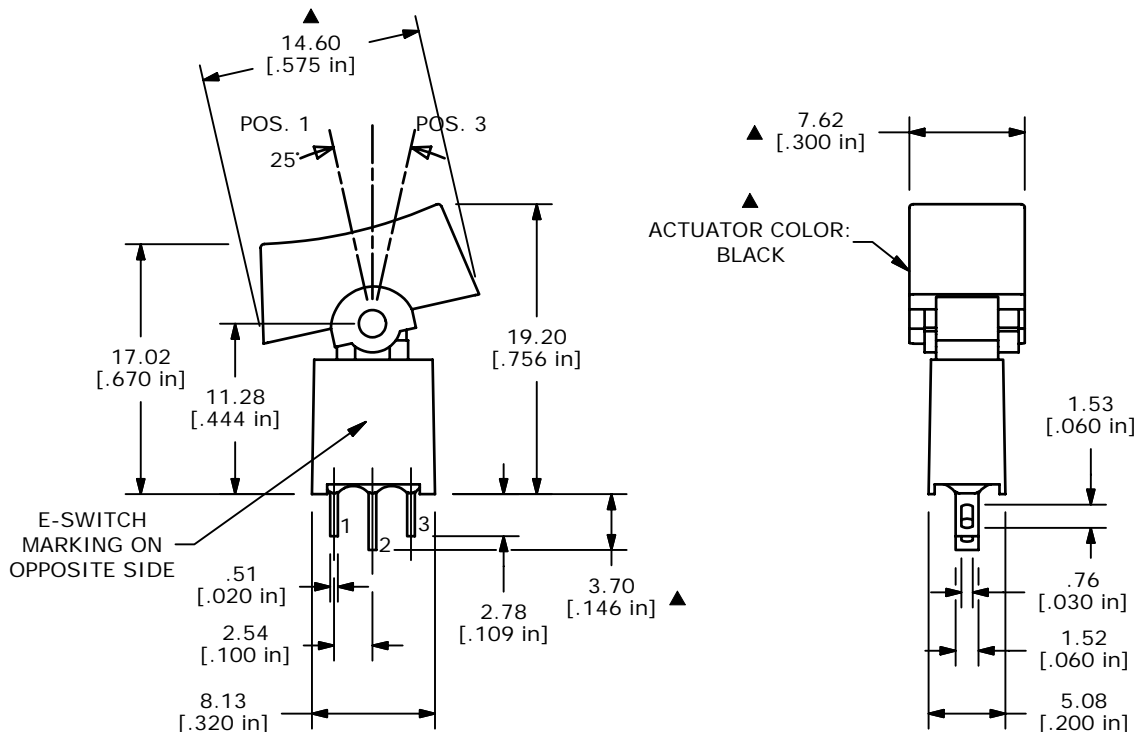 ▲
14.60
[.575 in]
POS. 1
POS. 3
25°
▲ 7.62
[.300 in]
▲
ACTUATOR COLOR:
BLACK
17.02
[.670 in]
11.28
[.444 in]
19.20
[.756 in]
1.53
[.060 in]
E-SWITCH
MARKING ON
OPPOSITE SIDE
1
2
3
.51
[.020 in]
2.54
[.100 in]
2.78
[.109 in]
3.70
[.146 in] ▲
.76
[.030 in]
1.52
[.060 in]
8.13
[.320 in]
5.08
[.200 in]